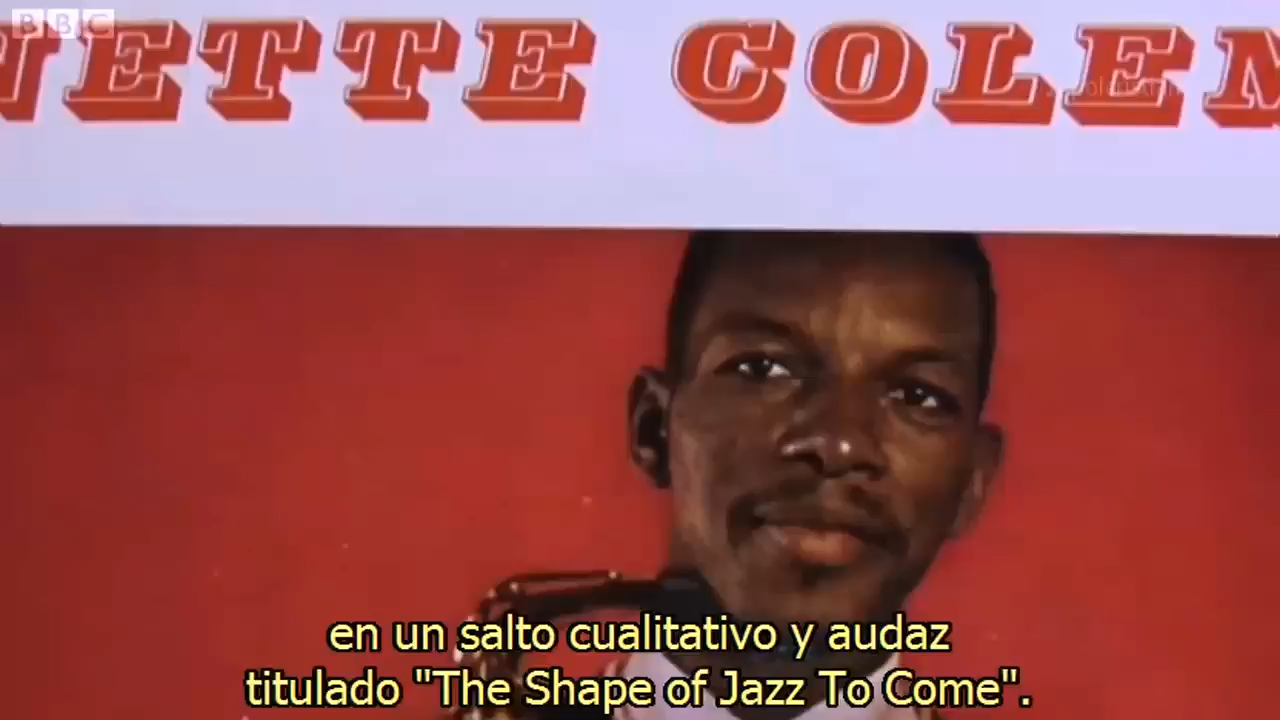 BBC
NETTE COLEM
en un salto cualitativo y audaz
titulado "The Shape of Jazz To Come".